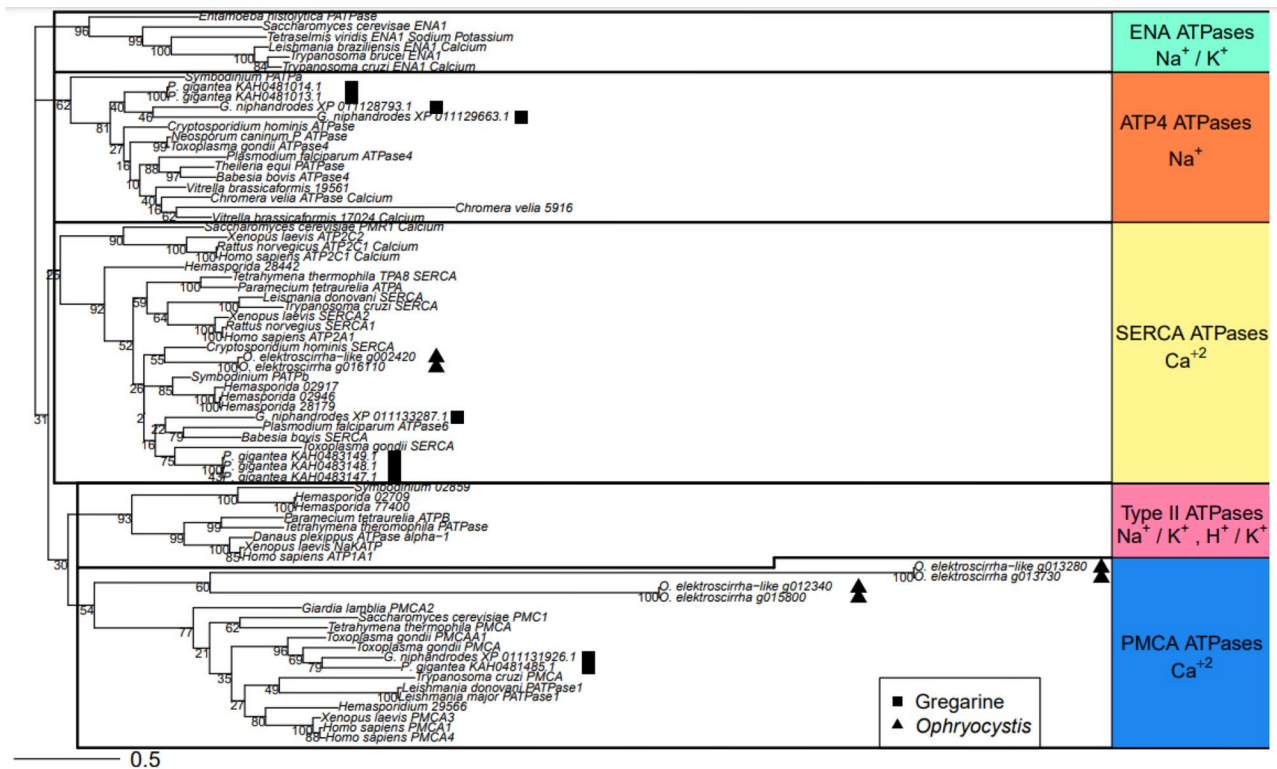 Entamoeba histolytica PATPase
96
Saccharomyces cerevisae ENA1
99
Tetraselmis viridis ENA1 Sodium Potassium
100
Leishmania braziliensis ENA1 Calcium
100
Trypanosoma brucei ENA1
84
Trypanosoma cruzi ENA1 Calcium
ENA ATPases
Na+ / K+
Symbodinium PATPa
62
P. gigantea KAH0481014.1
100
P. gigantea KAH0481013.1
40
G. niphandrodes XP 011128793.1
46
G. niphandrodes XP 011129663.1
81
Cryptosporidium hominis ATPase
27
Neosporum caninum P ATPase
99
Toxoplasma gondii ATPase4
16
Plasmodium falciparum ATPase4
88
Theileria equi PATPase
97
Babesia bovis ATPase4
10
Vitrella brassicaformis 19561
40
Chromera velia ATPase Calcium
16
Chromera velia 5916
62
Vitrella brassicaformis 17024 Calcium
ATP4 ATPases
Na+
Saccharomyces cerevisiae PMR1 Calcium
90
Xenopus laevis ATP2C2
100
Rattus norvegicus ATP2C1 Calcium
100
Homo sapiens ATP2C1 Calcium
25
Hemasporida 28442
92
Tetrahymena thermophila TPA8 SERCA
100
Paramecium tetraurelia ATPA
59
Leismania donovani SERCA
100
Trypanosoma cruzi SERCA
64
Xenopus laevis SERCA2
100
Rattus norvegius SERCA1
100
Homo sapiens ATP2A1
52
Cryptosporidium hominis SERCA
55
O. elektroscirrha-like g002420
100
O. elektroscirrha g016110
26
Symbodinium PATPb
85
Hemasporida 02917
100
Hemasporida 02946
100
Hemasporida 28179
2
G. niphandrodes XP 011133287.1
22
Plasmodium falciparum ATPase6
79
Babesia bovis SERCA
16
Toxoplasma gondii SERCA
75
P. gigantea KAH0483149.1
100
P. gigantea KAH0483148.1
43
P. gigantea KAH0483147.1
SERCA ATPases
Ca+2
31
Symbodinium 02859
100
Hemasporida 02709
100
Hemasporida 77400
93
Paramecium tetraurelia ATPB
99
Tetrahymena theromophila PATPase
99
Danaus plexippus ATPase alpha-1
100
Xenopus laevis NaKATP
85
Homo sapiens ATP1A1
Type II ATPases
Na+ / K+ , H+ / K+
30
O. elektroscirrha-like g013280
100
O. elektroscirrha g013730
60
O. elektroscirrha-like g012340
100
O. elektroscirrha g015800
54
Giardia lamblia PMCA2
77
Saccharomyces cerevisiae PMC1
62
Tetrahymena thermophila PMCA
21
Toxoplasma gondii PMCAA1
96
Toxoplasma gondii PMCA
69
G. niphandrodes XP 011131926.1
79
P. gigantea KAH0481485.1
35
Trypanosoma cruzi PMCA
49
Leishmania donovani PATPase1
100
Leishmania major PATPase1
27
Hemasporidium 29566
80
Xenopus laevis PMCA3
100
Homo sapiens PMCA1
88
Homo sapiens PMCA4
PMCA ATPases
Ca+2
Gregarine
Ophryocystis
0.5